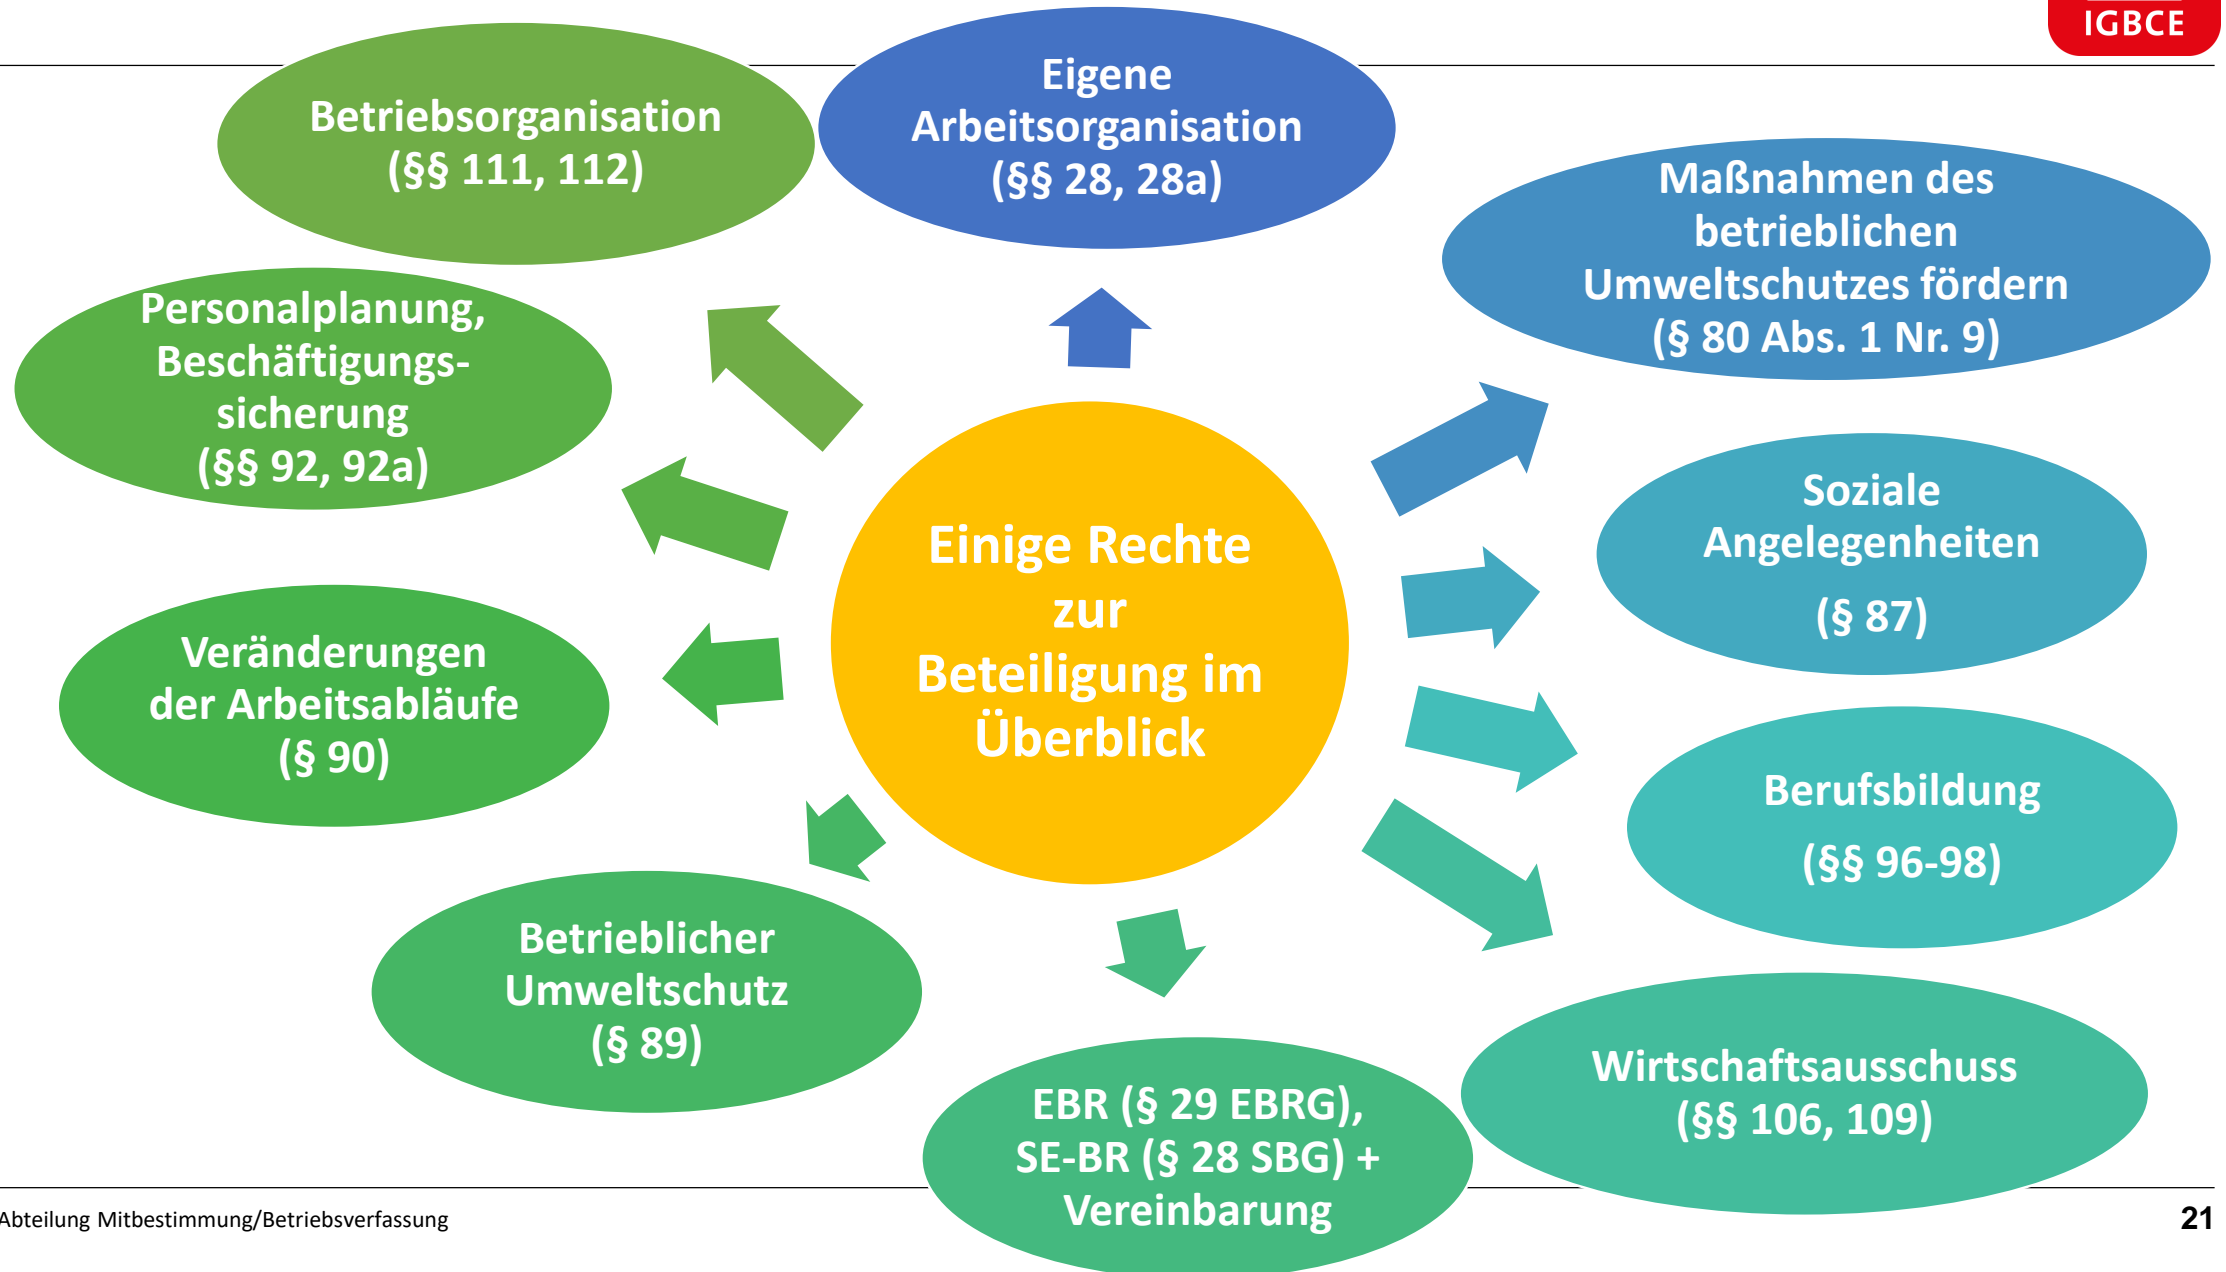 IGBCE
Eigene
Arbeitsorganisation
(§§ 28, 28a)
Maßnahmen des
betrieblichen
Umweltschutzes fördern
(§ 80 Abs. 1 Nr. 9)
Soziale
Angelegenheiten
(§ 87)
Berufsbildung
(§§ 96-98)
Wirtschaftsausschuss
(§§ 106, 109)
EBR (§ 29 EBRG),
SE-BR (§ 28 SBG) +
Vereinbarung
Betrieblicher
Umweltschutz
(§ 89)
Veränderungen
der Arbeitsabläufe
(§ 90)
Personalplanung,
Beschäftigungs-
sicherung
(§§ 92, 92a)
Betriebsorganisation
(§§ 111, 112)
Einige Rechte
zur
Beteiligung im
Überblick
Abteilung Mitbestimmung/Betriebsverfassung
21